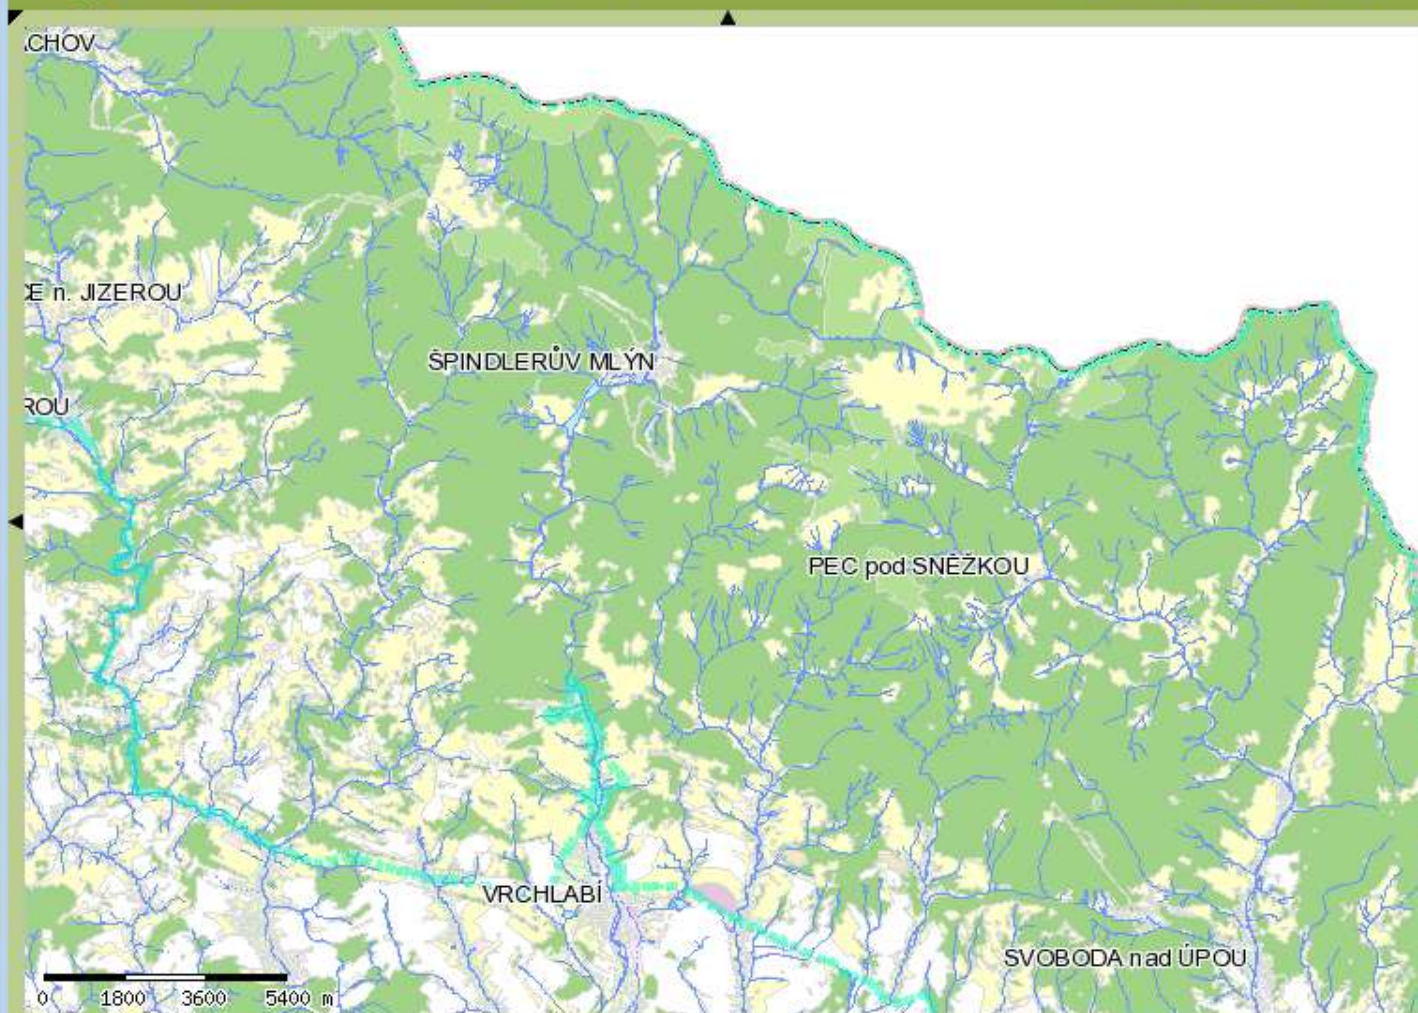 CHOV
E n. JIZEROU
ŠPINDLERŮV MLÝN
ROU
PEC pod SNĚŽKOU
VRCHLABÍ
SVOBODA nad ÚPOU
0 1800 3600 5400 m